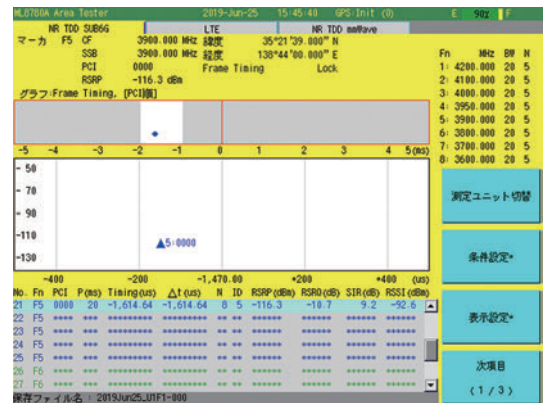 ML8780A Area Tester 2019-Jun-25 15:45:40 GPS:Init (0) E 90% F
NR TDD SUB6G LTE NR TDD mmWave
マーカ F5 CF 3900.000 MHz 緯度 35°21'39.000" N
SSB 3900.000 MHz 経度 138°44'00.000" E
PCI 0000 Frame Timing Lock
RSRP -116.3 dBm
グラフ:Frame Timing, [PCI順]
Fn MHz BW N
1: 4200.000 20 5
2: 4100.000 20 5
3: 4000.000 20 5
4: 3950.000 20 5
5: 3900.000 20 5
6: 3800.000 20 5
7: 3700.000 20 5
8: 3600.000 20 5
-5 -4 -3 -2 -1 0 1 2 3 4 5(ms)
- 50
- 70
- 90
-110
-130
▲5:0000
-400 -200 -1,470.00 +200 +400 (us)
No. Fn PCI P(ms) Timing(us) △t(us) N ID RSRP(dBm) RSRQ(dB) SIR(dB) RSSI(dBm)
21 F5 0000 20 -1,614.64 -1,614.64 8 5 -116.3 -10.7 9.2 -92.6
22 F5 **** *** ********* ********* ** ** ****** ****** ****** ******
23 F5 **** *** ********* ********* ** ** ****** ****** ****** ******
24 F5 **** *** ********* ********* ** ** ****** ****** ****** ******
25 F5 **** *** ********* ********* ** ** ****** ****** ****** ******
26 F6 **** *** ********* ********* ** ** ****** ****** ****** ******
27 F6 **** *** ********* ********* ** ** ****** ****** ****** ******
保存ファイル名 : 2019Jun25_U1F1-000
測定ユニット切替
条件設定*
表示設定*
次項目
(1/3)